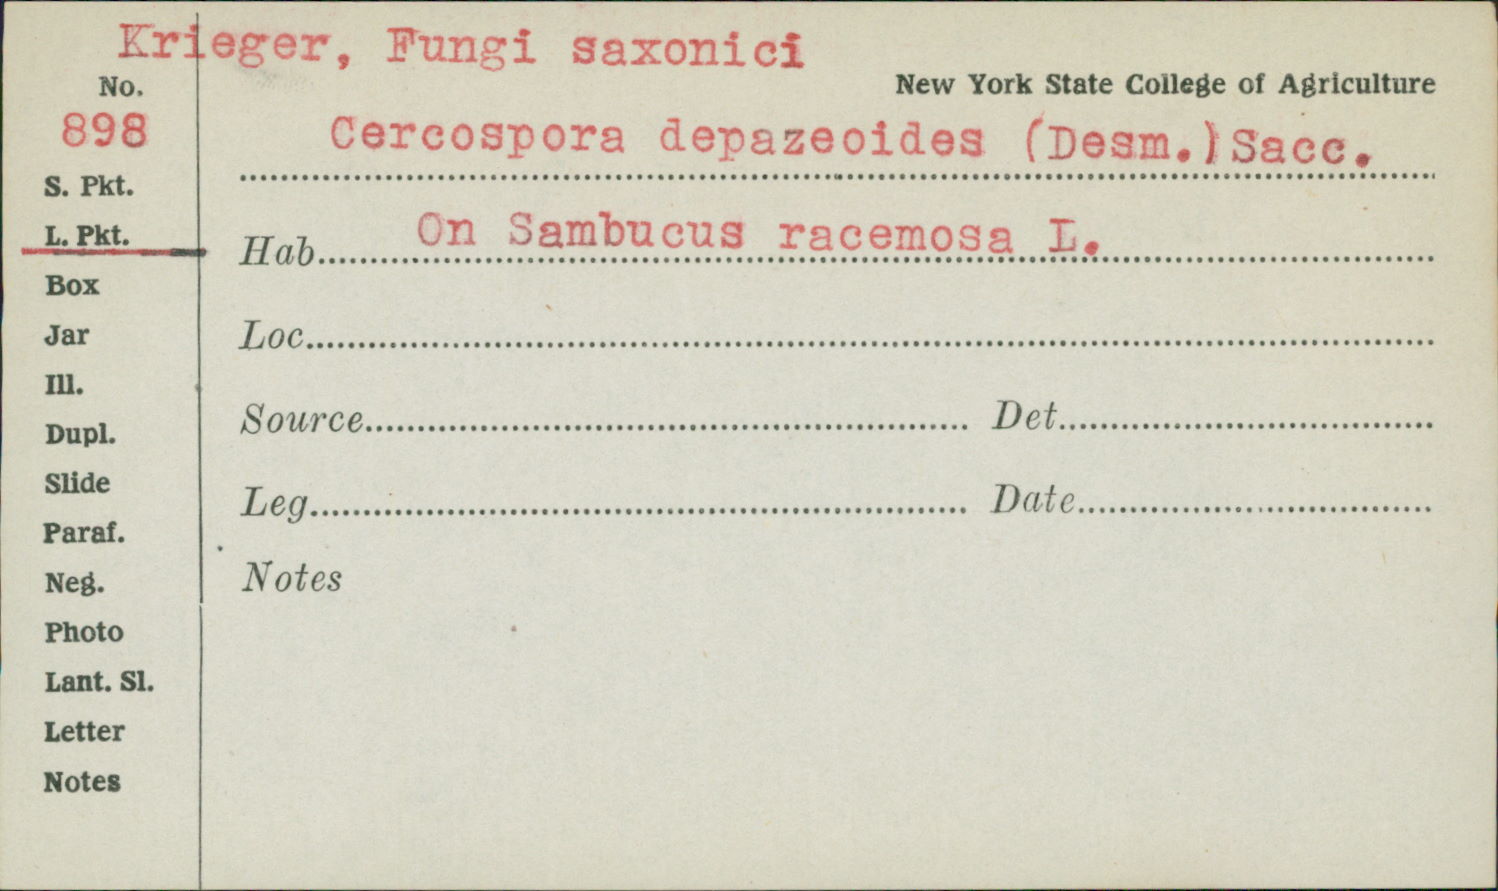 Krieger, Fungi saxonici
No.
New York State College of Agriculture
898
Cercospora depazeoides (Desm.)Sacc.
S. Pkt.
L. Pkt.
Hab. On Sambucus racemosa L.
Box
Jar
Loc.
Ill.
Source Det.
Dupl.
Slide
Leg. Date
Paraf.
Neg.
Notes
Photo
Lant. Sl.
Letter
Notes